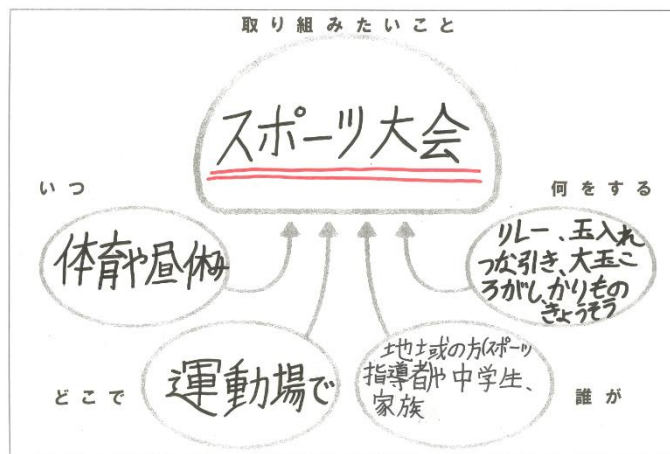 取り組みたいこと
スポーツ大会
いつ
体育や昼休み
何をする
リレー、玉入れ
つな引き、大玉こ
ろがし、かりもの
きょうそう
どこで
運動場で
地域の方(スポーツ
指導者)や中学生、
家族
誰が